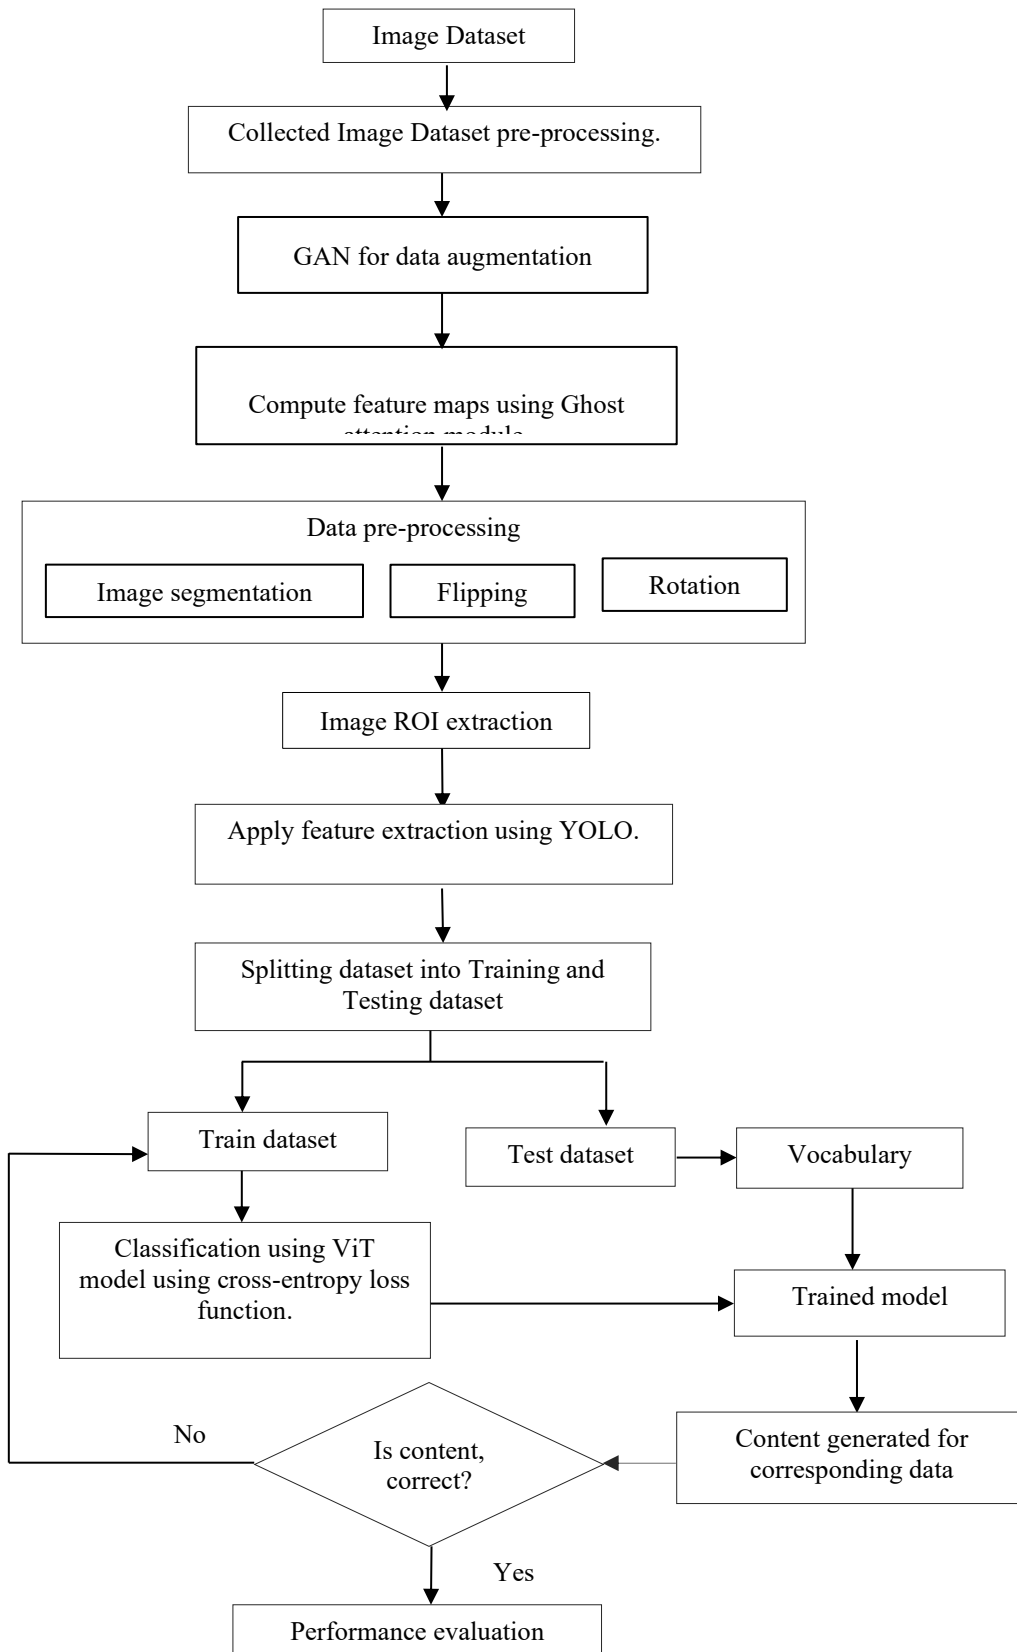 Image Dataset
Collected Image Dataset pre-processing.
GAN for data augmentation
Compute feature maps using Ghost
attention module
Data pre-processing
Image segmentation
Flipping
Rotation
Image ROI extraction
Apply feature extraction using YOLO.
Splitting dataset into Training and
Testing dataset
Train dataset
Test dataset
Vocabulary
Classification using ViT
model using cross-entropy loss
function.
Trained model
No
Is content,
correct?
Content generated for
corresponding data
Yes
Performance evaluation